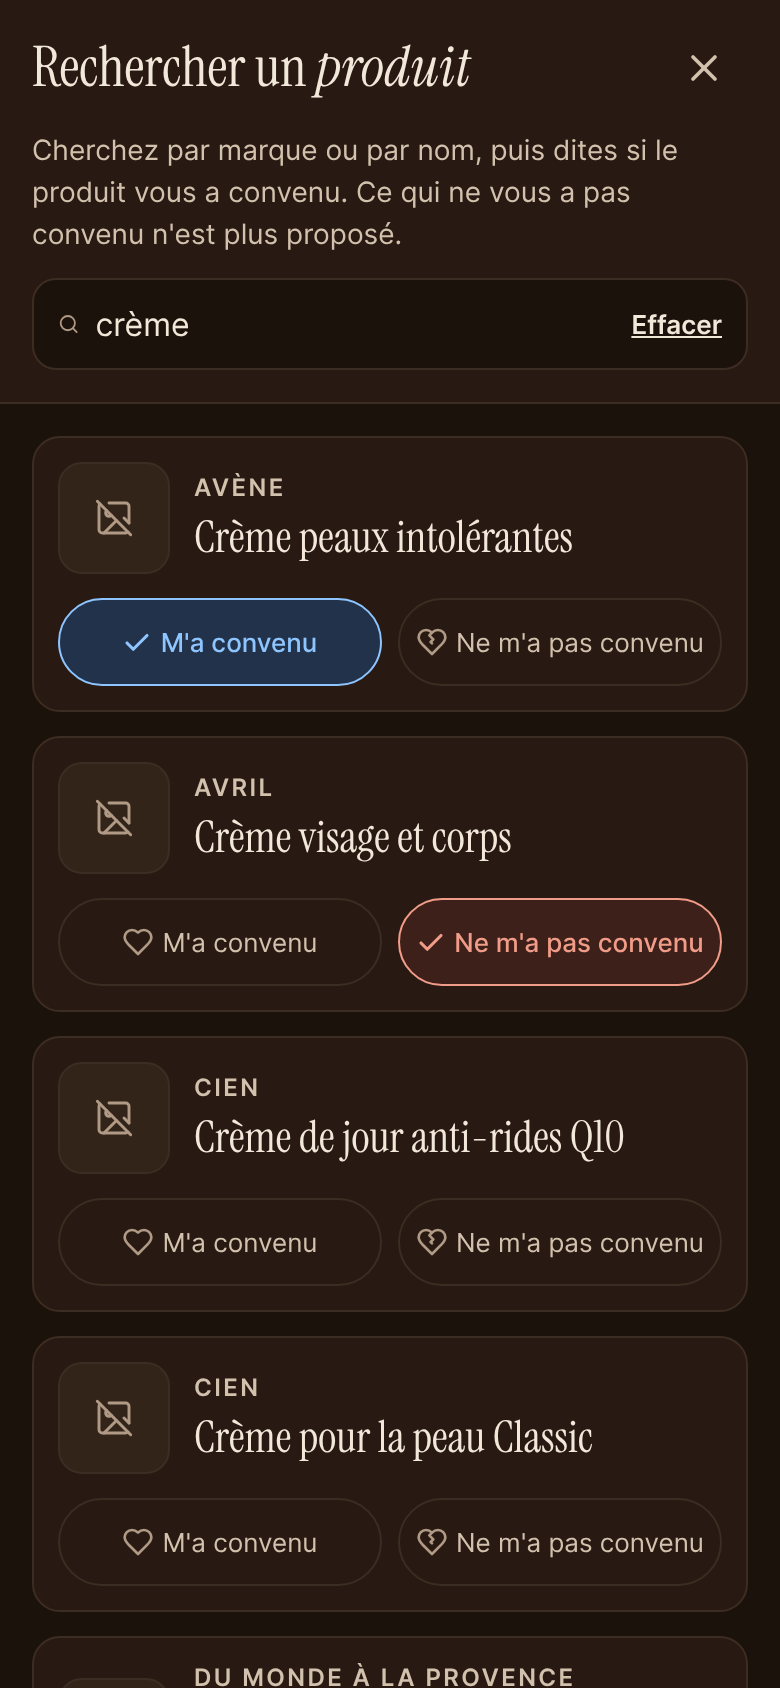 Rechercher un produit
Cherchez par marque ou par nom, puis dites si le
produit vous a convenu. Ce qui ne vous a pas
convenu n'est plus proposé.
crème
Effacer
AVÈNE
Crème peaux intolérantes
M'a convenu
Ne m'a pas convenu
AVRIL
Crème visage et corps
M'a convenu
Ne m'a pas convenu
CIEN
Crème de jour anti-rides Q10
M'a convenu
Ne m'a pas convenu
CIEN
Crème pour la peau Classic
M'a convenu
Ne m'a pas convenu
DU MONDE À LA PROVENCE